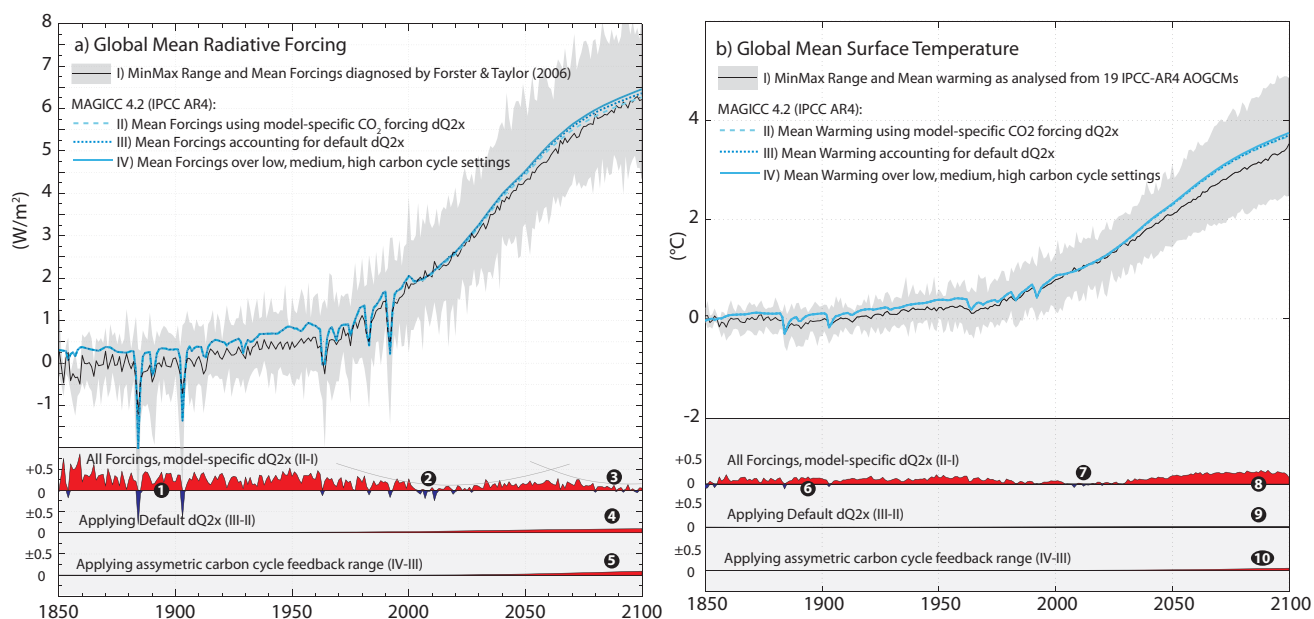 a) Global Mean Radiative Forcing
I) MinMax Range and Mean Forcings diagnosed by Forster & Taylor (2006)
MAGICC 4.2 (IPCC AR4):
II) Mean Forcings using model-specific CO2 forcing dQ2x
III) Mean Forcings accounting for default dQ2x
IV) Mean Forcings over low, medium, high carbon cycle settings
8
7
6
5
4
3
2
1
0
-1
(W/m²)
All Forcings, model-specific dQ2x (II-I)
+0.5
0
1
2
3
Applying Default dQ2x (III-II)
±0.5
0
4
Applying assymetric carbon cycle feedback range (IV-III)
±0.5
0
5
1850
1900
1950
2000
2050
2100
b) Global Mean Surface Temperature
I) MinMax Range and Mean warming as analysed from 19 IPCC-AR4 AOGCMs
MAGICC 4.2 (IPCC AR4):
II) Mean Warming using model-specific CO2 forcing dQ2x
III) Mean Warming accounting for default dQ2x
IV) Mean Warming over low, medium, high carbon cycle settings
4
2
0
-2
(°C)
All Forcings, model-specific dQ2x (II-I)
+0.5
0
6
7
8
Applying Default dQ2x (III-II)
±0.5
0
9
Applying assymetric carbon cycle feedback range (IV-III)
±0.5
0
10
1850
1900
1950
2000
2050
2100